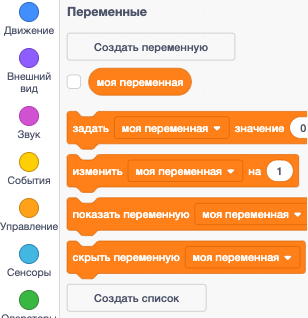 Переменные
Движение
Создать переменную
Внешний
вид
моя переменная
Звук
задать моя переменная значение 0
События
изменить моя переменная на 1
Управление
показать переменную моя переменная
Сенсоры
скрыть переменную моя переменная
Создать список
Операторы